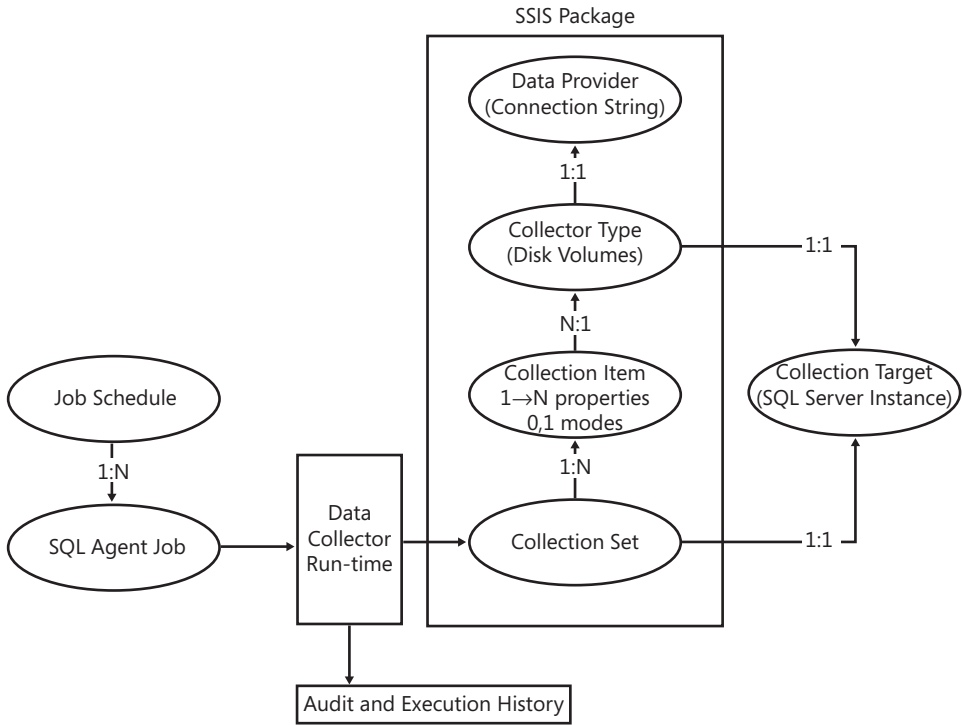 SSIS Package
Data Provider
(Connection String)
1:1
Collector Type
(Disk Volumes)
1:1
N:1
Collection Item
1→N properties
0,1 modes
Collection Target
(SQL Server Instance)
Job Schedule
1:N
1:N
SQL Agent Job
Data
Collector
Run-time
Collection Set
1:1
Audit and Execution History